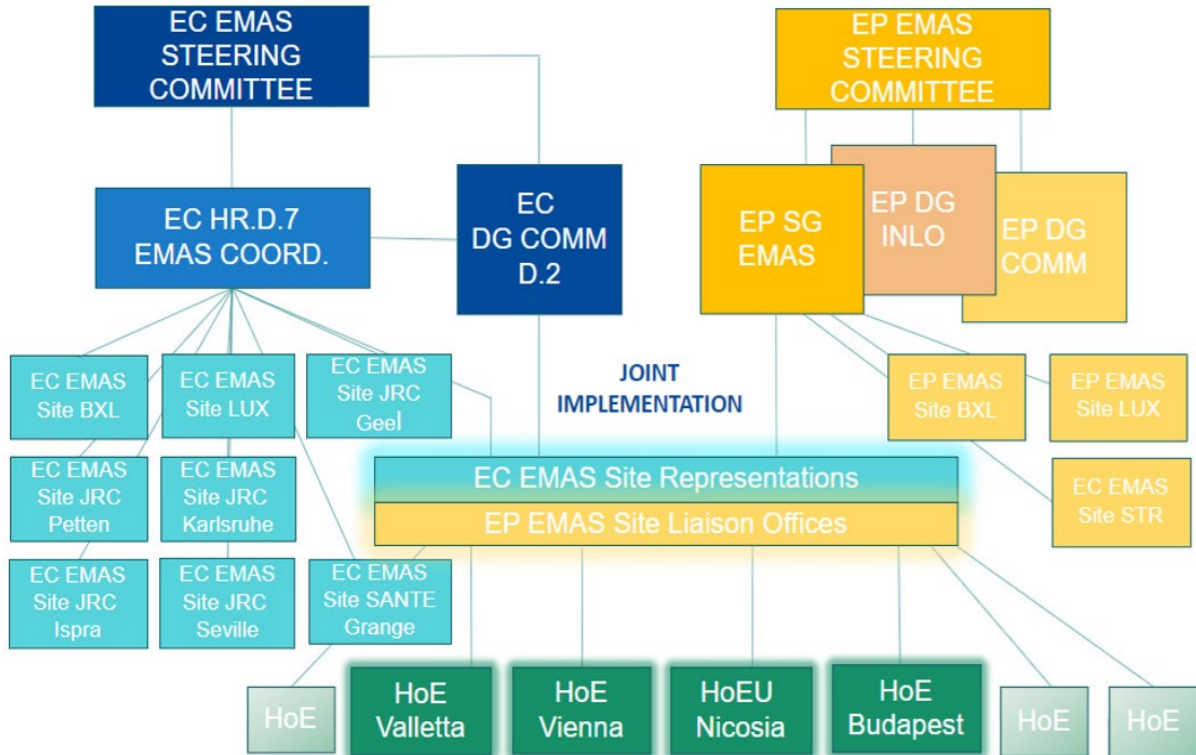 EC EMAS
STEERING
COMMITTEE
EP EMAS
STEERING
COMMITTEE
EC HR.D.7
EMAS COORD.
EC
DG COMM
D.2
EP SG
EMAS
EP DG
INLO
EP DG
COMM
EC EMAS
Site BXL
EC EMAS
Site LUX
EC EMAS
Site JRC
Geel
JOINT
IMPLEMENTATION
EP EMAS
Site BXL
EP EMAS
Site LUX
EC EMAS
Site JRC
Petten
EC EMAS
Site JRC
Karlsruhe
EC EMAS Site Representations
EP EMAS Site Liaison Offices
EC EMAS
Site STR
EC EMAS
Site JRC
Ispra
EC EMAS
Site JRC
Seville
EC EMAS
Site SANTE
Grange
HoE
HoE
Valletta
HoE
Vienna
HoEU
Nicosia
HoE
Budapest
HoE
HoE